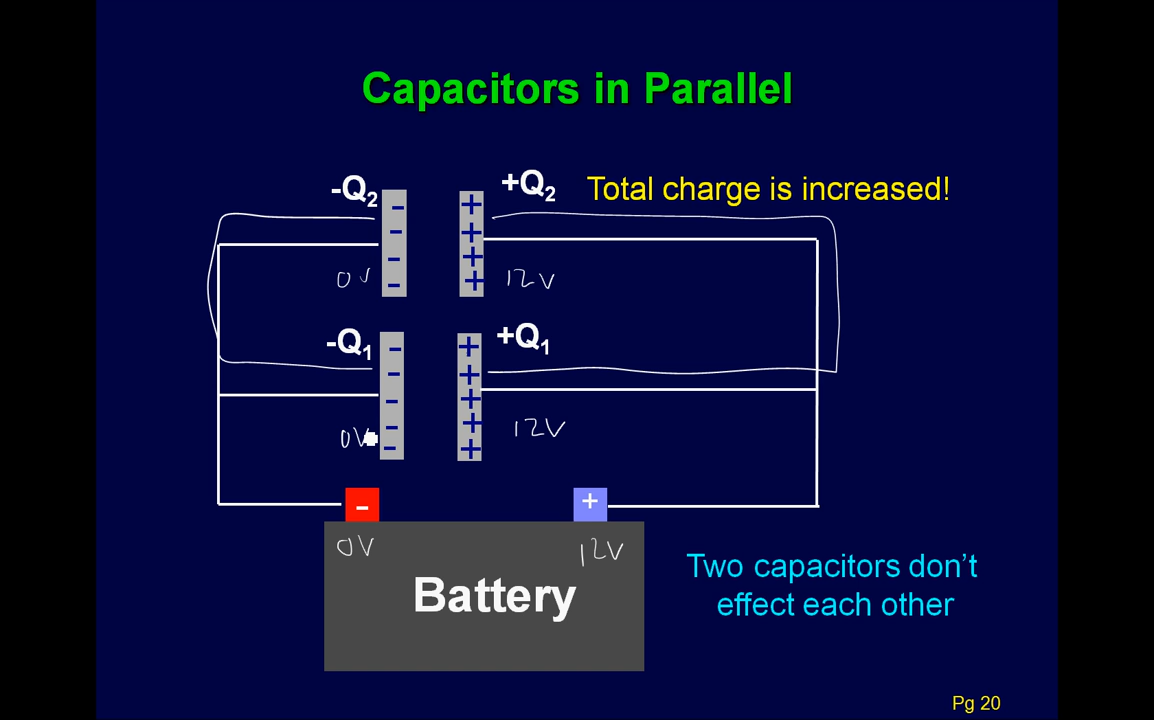 Capacitors in Parallel
-Q2 +Q2 Total charge is increased!
- +
- +
- +
- +
0V 12V
-Q1 +Q1
- +
- +
- +
- +
- +
0V 12V
- +
0V 12V
Battery
Two capacitors don't
effect each other
Pg 20